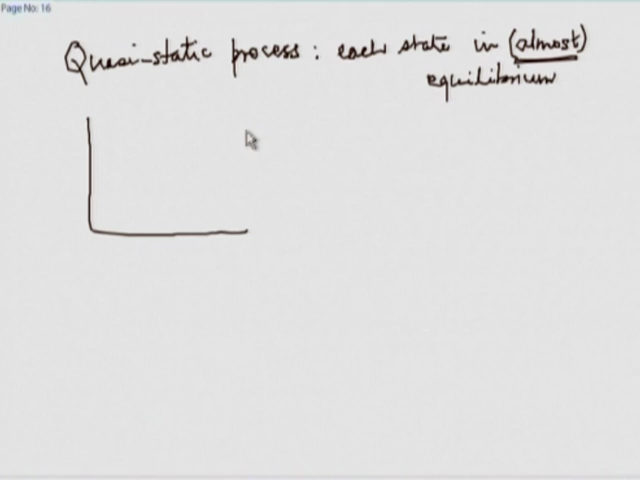 Page No: 16
Quasi-static process : each state in (almost)
equilibrium